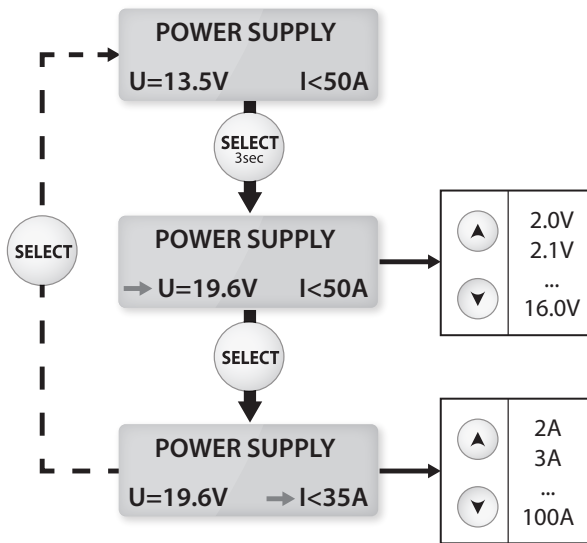 POWER SUPPLY
U=13.5V I<50A
SELECT
3sec
SELECT
POWER SUPPLY
U=19.6V I<50A
2.0V
2.1V
...
16.0V
SELECT
POWER SUPPLY
U=19.6V I<35A
2A
3A
...
100A